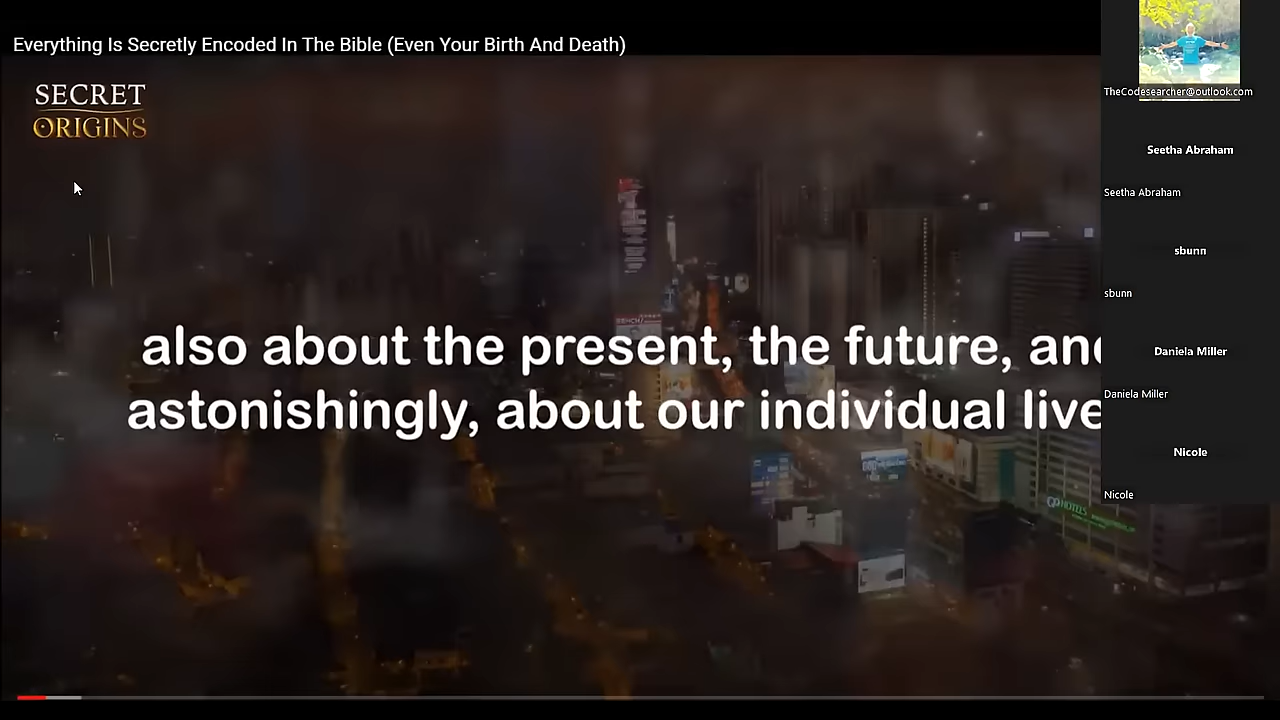 Everything Is Secretly Encoded In The Bible (Even Your Birth And Death)
SECRET
ORIGINS
also about the present, the future, and
astonishingly, about our individual live
TheCodesearcher@outlook.com
Seetha Abraham
Seetha Abraham
sbunn
sbunn
Daniela Miller
Daniela Miller
Nicole
Nicole
HOTELS